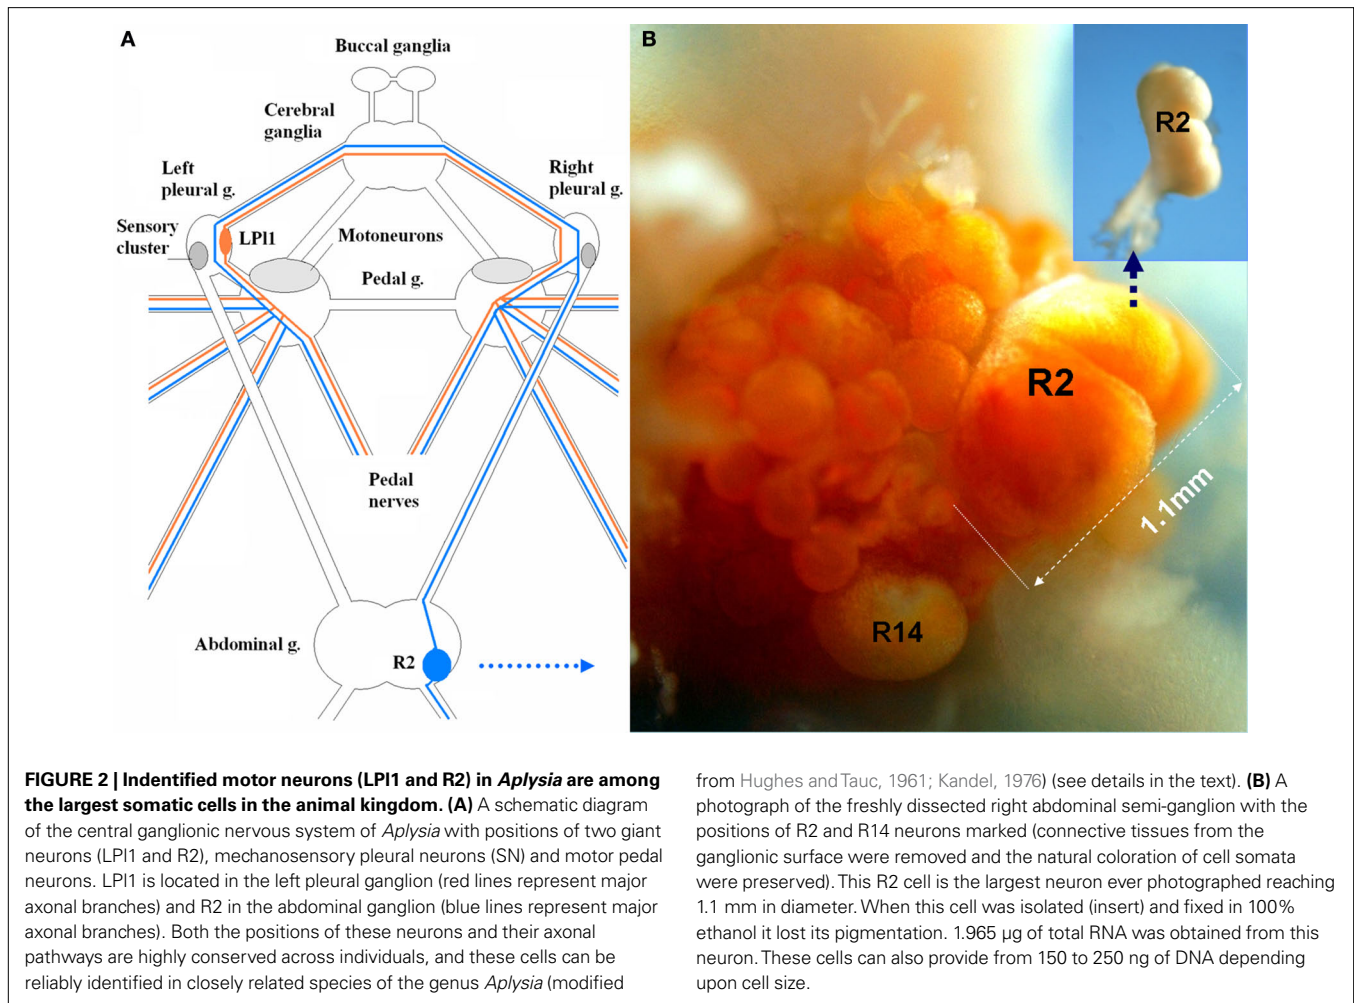 A
Buccal ganglia
Cerebral
ganglia
Left
pleural g.
Right
pleural g.
Sensory
cluster
LPl1
Motoneurons
Pedal g.
Pedal
nerves
Abdominal g.
R2
B
R2
R2
1.1mm
R14
FIGURE 2 | Indentified motor neurons (LPl1 and R2) in Aplysia are among
the largest somatic cells in the animal kingdom. (A) A schematic diagram
of the central ganglionic nervous system of Aplysia with positions of two giant
neurons (LPl1 and R2), mechanosensory pleural neurons (SN) and motor pedal
neurons. LPl1 is located in the left pleural ganglion (red lines represent major
axonal branches) and R2 in the abdominal ganglion (blue lines represent major
axonal branches). Both the positions of these neurons and their axonal
pathways are highly conserved across individuals, and these cells can be
reliably identified in closely related species of the genus Aplysia (modified
from Hughes and Tauc, 1961; Kandel, 1976) (see details in the text). (B) A
photograph of the freshly dissected right abdominal semi-ganglion with the
positions of R2 and R14 neurons marked (connective tissues from the
ganglionic surface were removed and the natural coloration of cell somata
were preserved). This R2 cell is the largest neuron ever photographed reaching
1.1 mm in diameter. When this cell was isolated (insert) and fixed in 100%
ethanol it lost its pigmentation. 1.965 μg of total RNA was obtained from this
neuron. These cells can also provide from 150 to 250 ng of DNA depending
upon cell size.